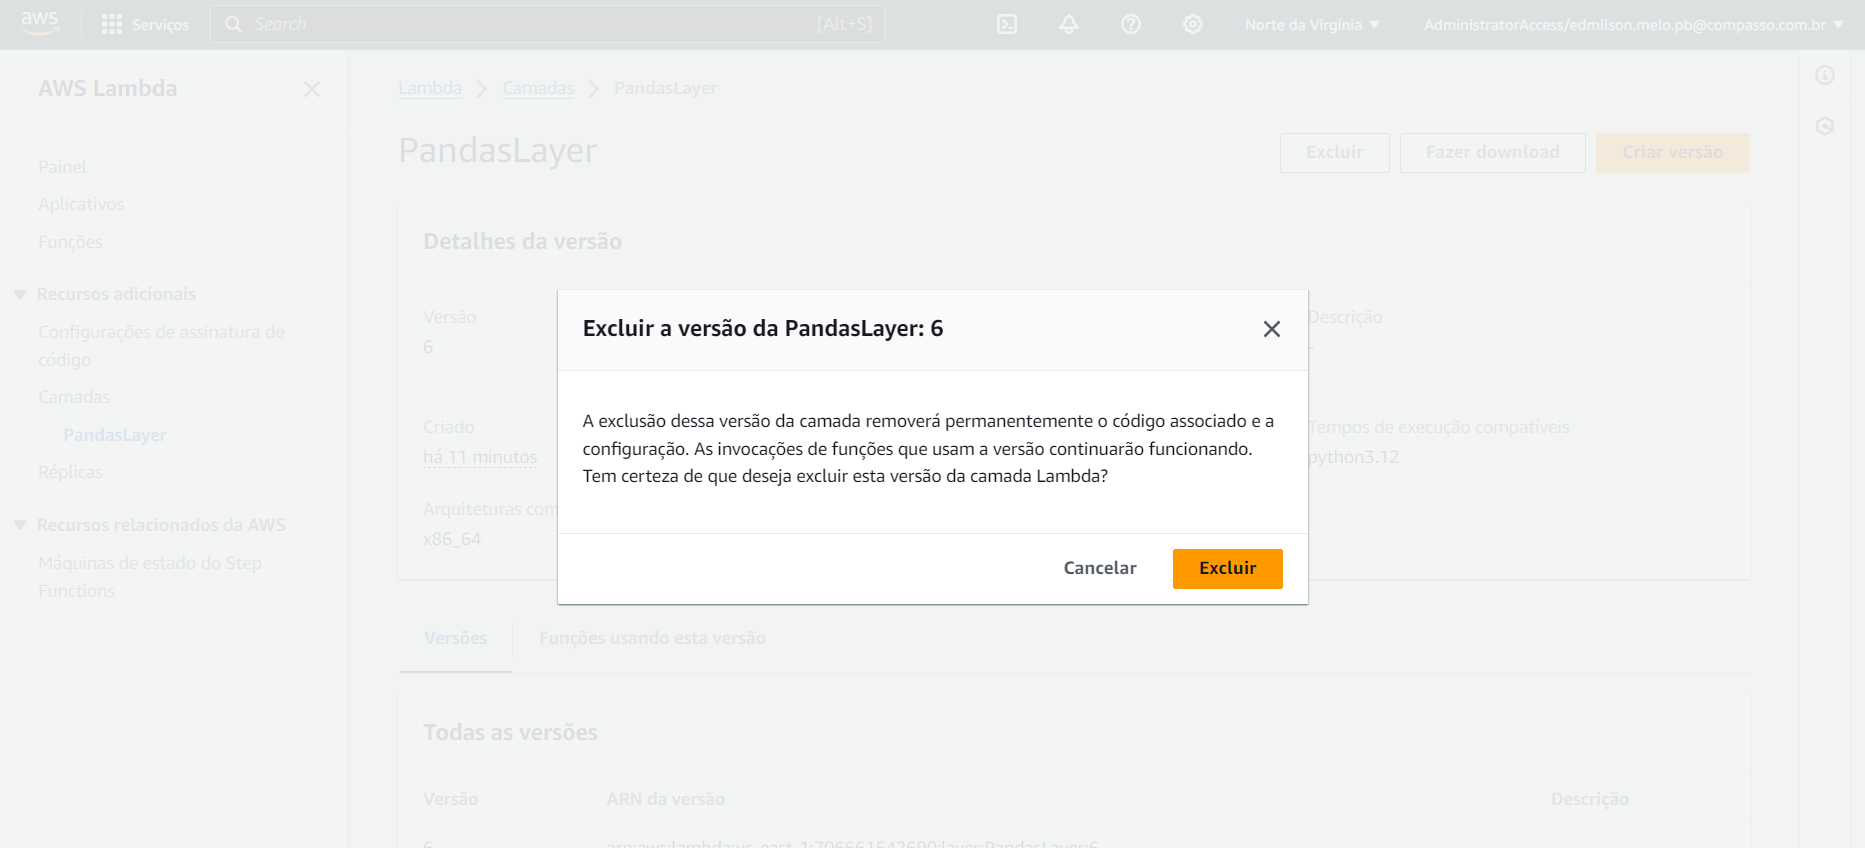 aws
Serviços
Search
[Alt+S]
Norte da Virgínia
AdministratorAccess/edmilson.melo.pb@compasso.com.br
AWS Lambda
Painel
Aplicativos
Funções
Recursos adicionais
Configurações de assinatura de
código
Camadas
PandasLayer
Réplicas
Recursos relacionados da AWS
Máquinas de estado do Step
Functions
Lambda
Camadas
PandasLayer
PandasLayer
Excluir
Fazer download
Criar versão
Detalhes da versão
Versão
6
Descrição
-
Criado
há 11 minutos
Tempos de execução compatíveis
python3.12
Arquiteturas com
x86_64
Excluir a versão da PandasLayer: 6
A exclusão dessa versão da camada removerá permanentemente o código associado e a
configuração. As invocações de funções que usam a versão continuarão funcionando.
Tem certeza de que deseja excluir esta versão da camada Lambda?
Cancelar
Excluir
Versões
Funções usando esta versão
Todas as versões
Versão
ARN da versão
Descrição
6